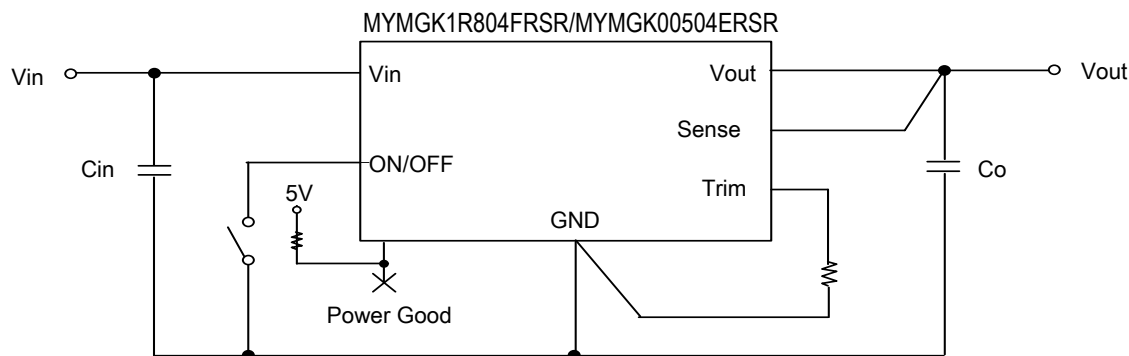 MYMGK1R804FRSR/MYMGK00504ERSR
Vin
Vin
Vout
Vout
Sense
Cin
ON/OFF
Trim
Co
5V
GND
Power Good